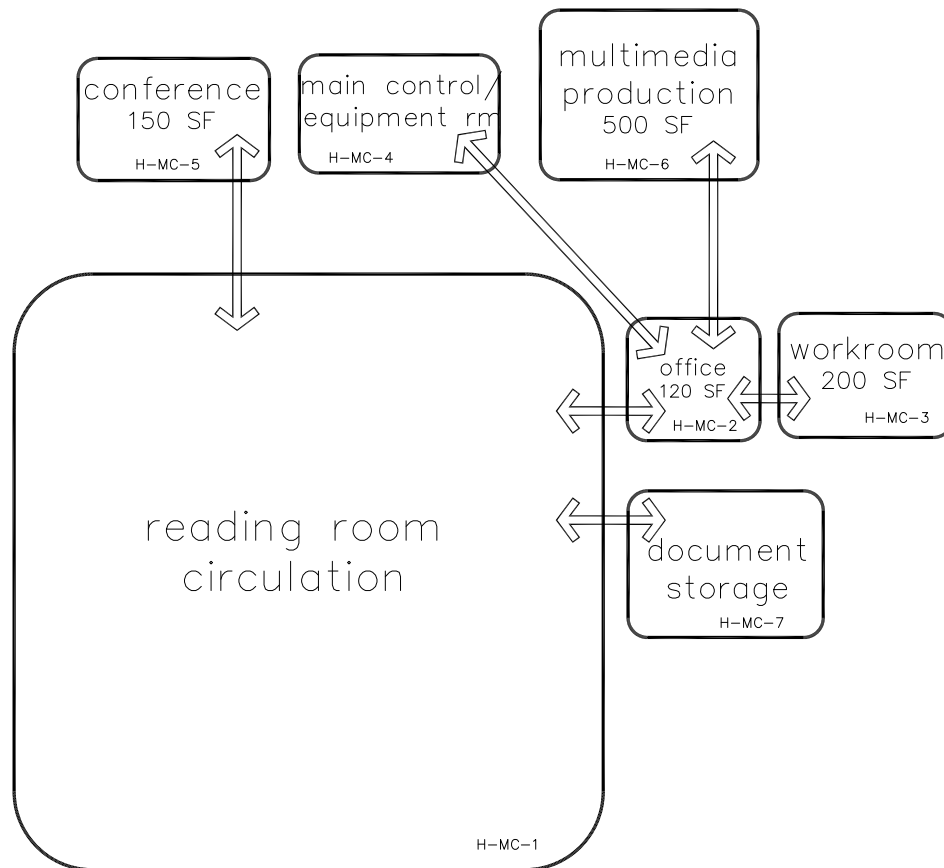 conference
150 SF
H-MC-5
main control/
equipment rm
H-MC-4
multimedia
production
500 SF
H-MC-6
office
120 SF
H-MC-2
workroom
200 SF
H-MC-3
reading room
circulation
H-MC-1
document
storage
H-MC-7